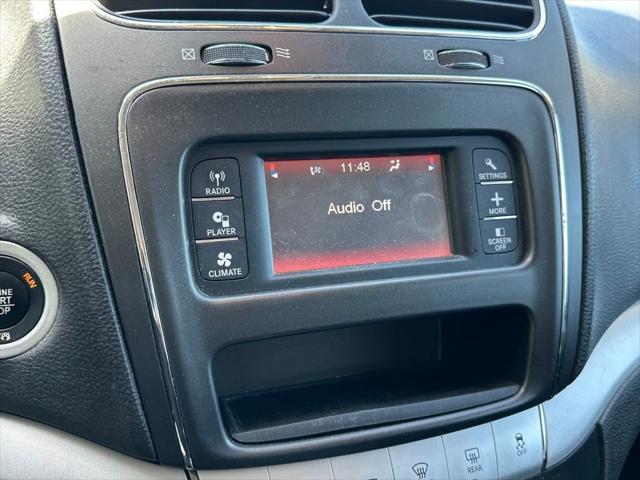 11:48
Audio Off
RADIO
PLAYER
CLIMATE
SETTINGS
MORE
SCREEN
OFF
RUN
REAR
OFF